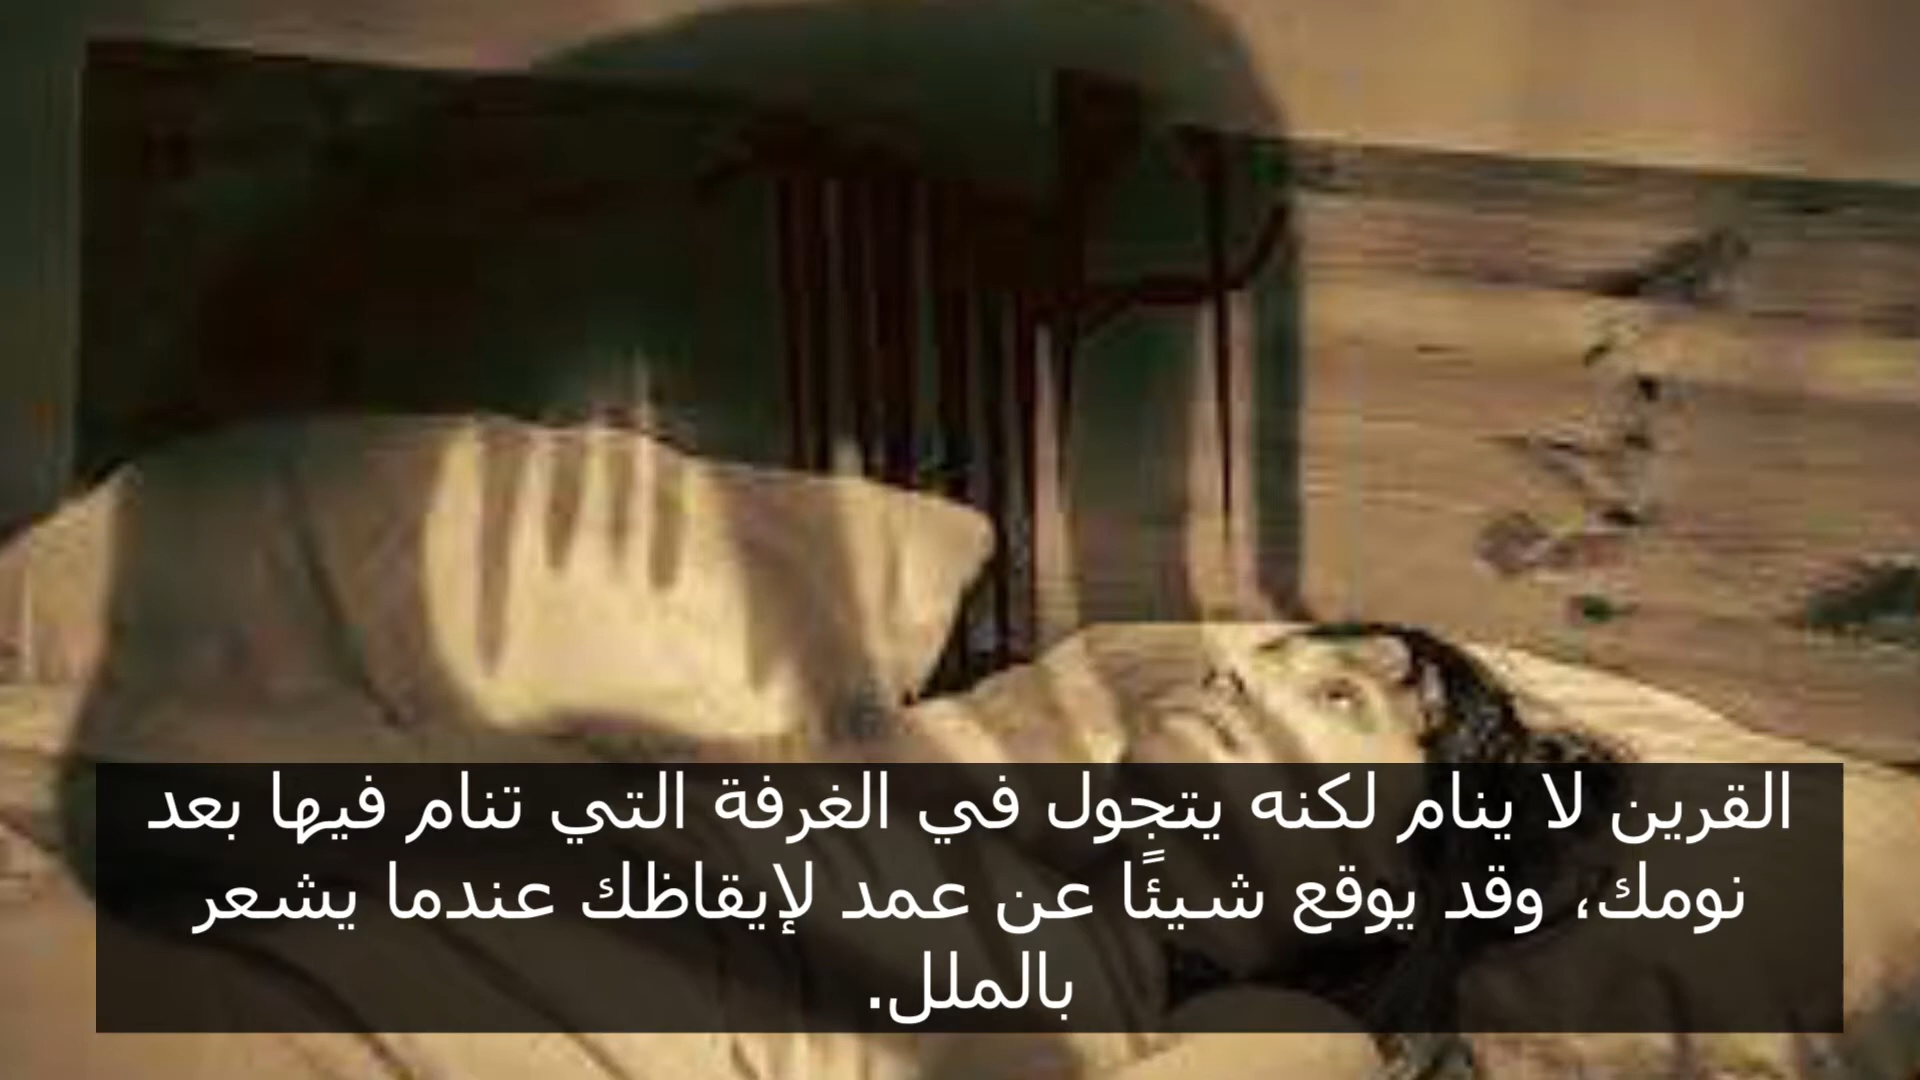 القرين لا ينام لكنه يتجول في الغرفة التي تنام فيها بعد
نومك، وقد يوقع شيئًا عن عمد لإيقاظك عندما يشعر
بالملل.